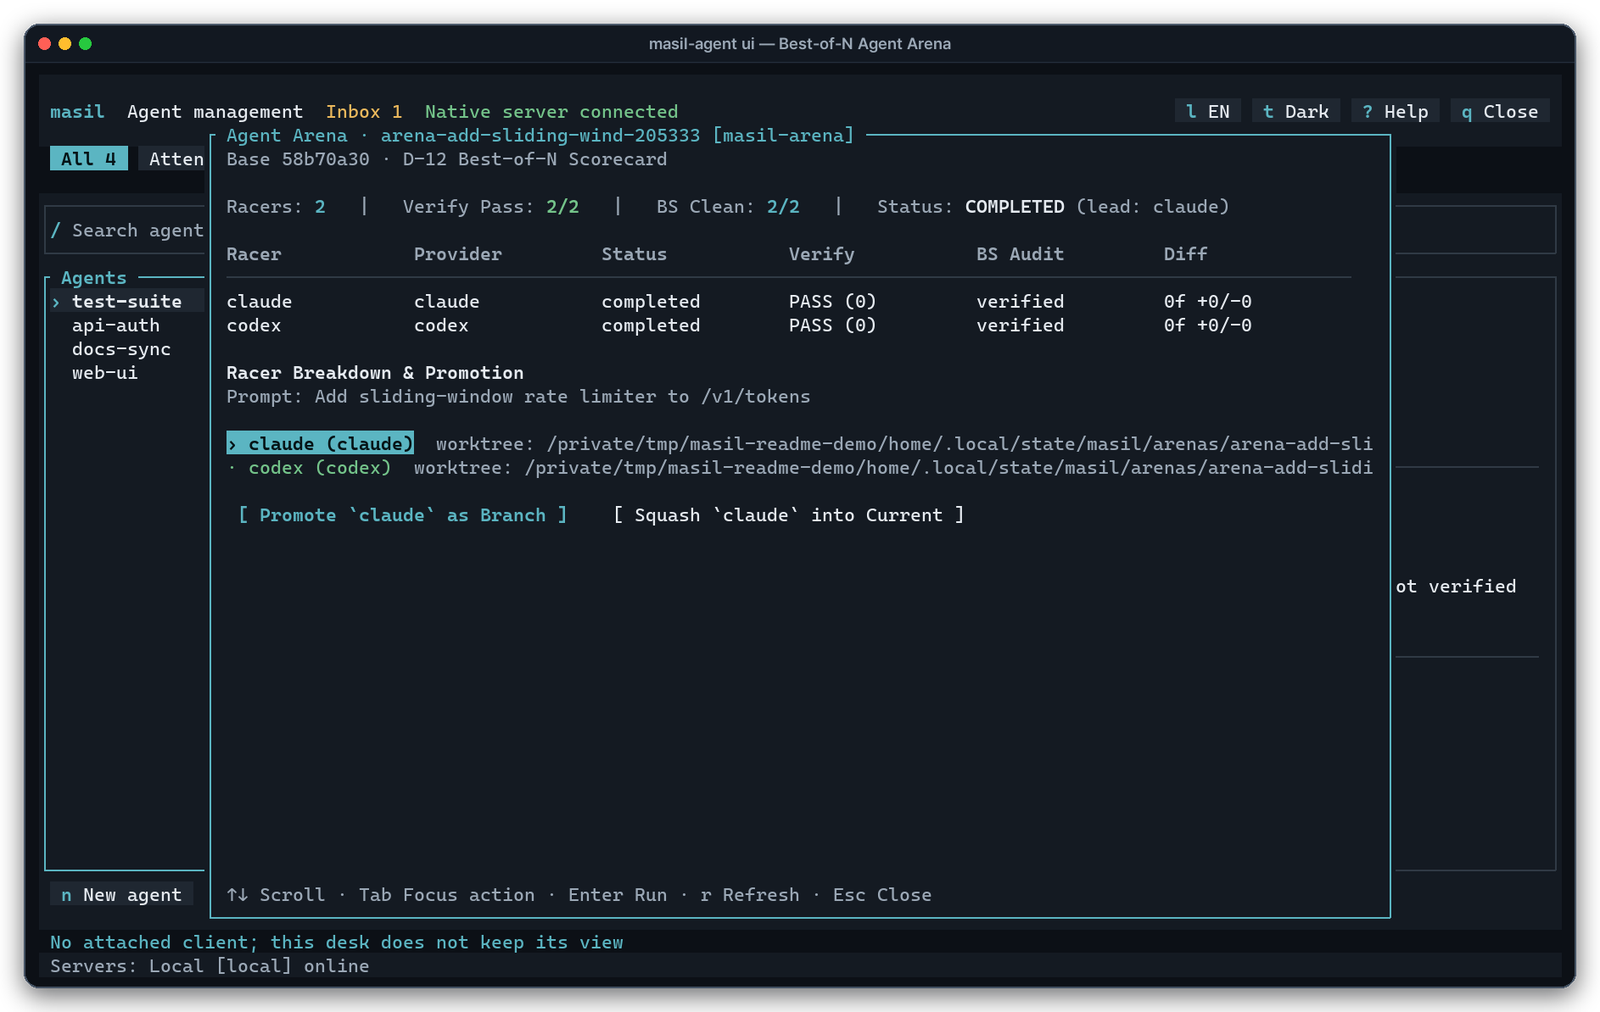 masil-agent ui — Best-of-N Agent Arena
masil Agent management Inbox 1 Native server connected l EN t Dark ? Help q Close
Agent Arena · arena-add-sliding-wind-205333 [masil-arena]
All 4 Atten Base 58b70a30 · D-12 Best-of-N Scorecard
Racers: 2 | Verify Pass: 2/2 | BS Clean: 2/2 | Status: COMPLETED (lead: claude)
/ Search agent
Racer Provider Status Verify BS Audit Diff
Agents
› test-suite claude claude completed PASS (0) verified 0f +0/-0
api-auth codex codex completed PASS (0) verified 0f +0/-0
docs-sync
web-ui Racer Breakdown & Promotion
Prompt: Add sliding-window rate limiter to /v1/tokens
› claude (claude) worktree: /private/tmp/masil-readme-demo/home/.local/state/masil/arenas/arena-add-sli
· codex (codex) worktree: /private/tmp/masil-readme-demo/home/.local/state/masil/arenas/arena-add-slidi
[ Promote `claude` as Branch ] [ Squash `claude` into Current ]
ot verified
n New agent ↑↓ Scroll · Tab Focus action · Enter Run · r Refresh · Esc Close
No attached client; this desk does not keep its view
Servers: Local [local] online